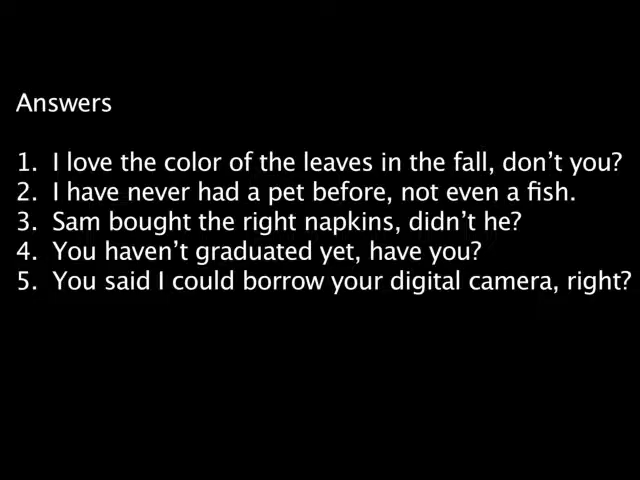 Answers
1. I love the color of the leaves in the fall, don’t you?
2. I have never had a pet before, not even a fish.
3. Sam bought the right napkins, didn’t he?
4. You haven’t graduated yet, have you?
5. You said I could borrow your digital camera, right?